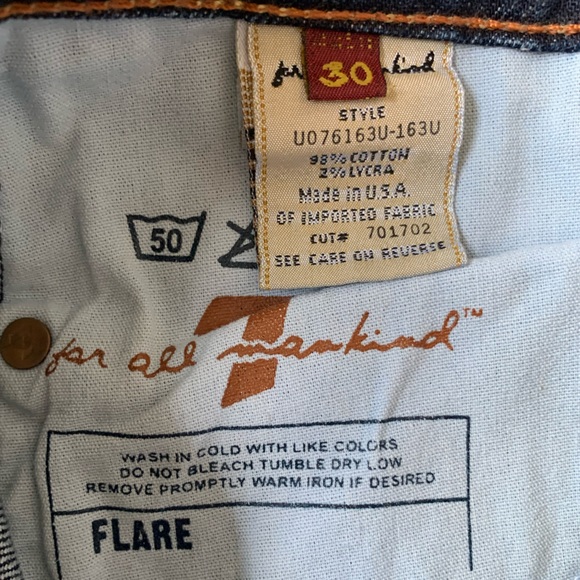 30
for mankind
STYLE
U076163U-163U
98% COTTON
2% LYCRA
Made in U.S.A.
OF IMPORTED FABRIC
CUT# 701702
SEE CARE ON REVERSE
50
7
for all mankind™
WASH IN COLD WITH LIKE COLORS
DO NOT BLEACH TUMBLE DRY LOW
REMOVE PROMPTLY WARM IRON IF DESIRED
FLARE